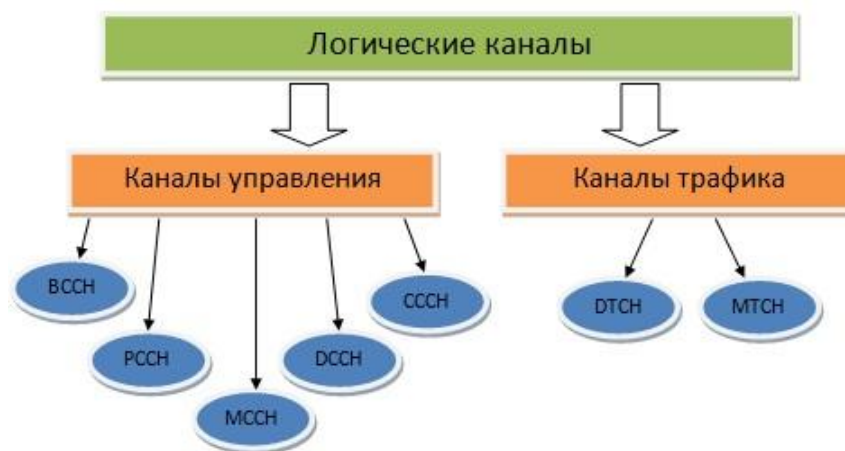 Логические каналы
Каналы управления
Каналы трафика
BCCH
PCCH
MCCH
DCCH
CCCH
DTCH
MTCH